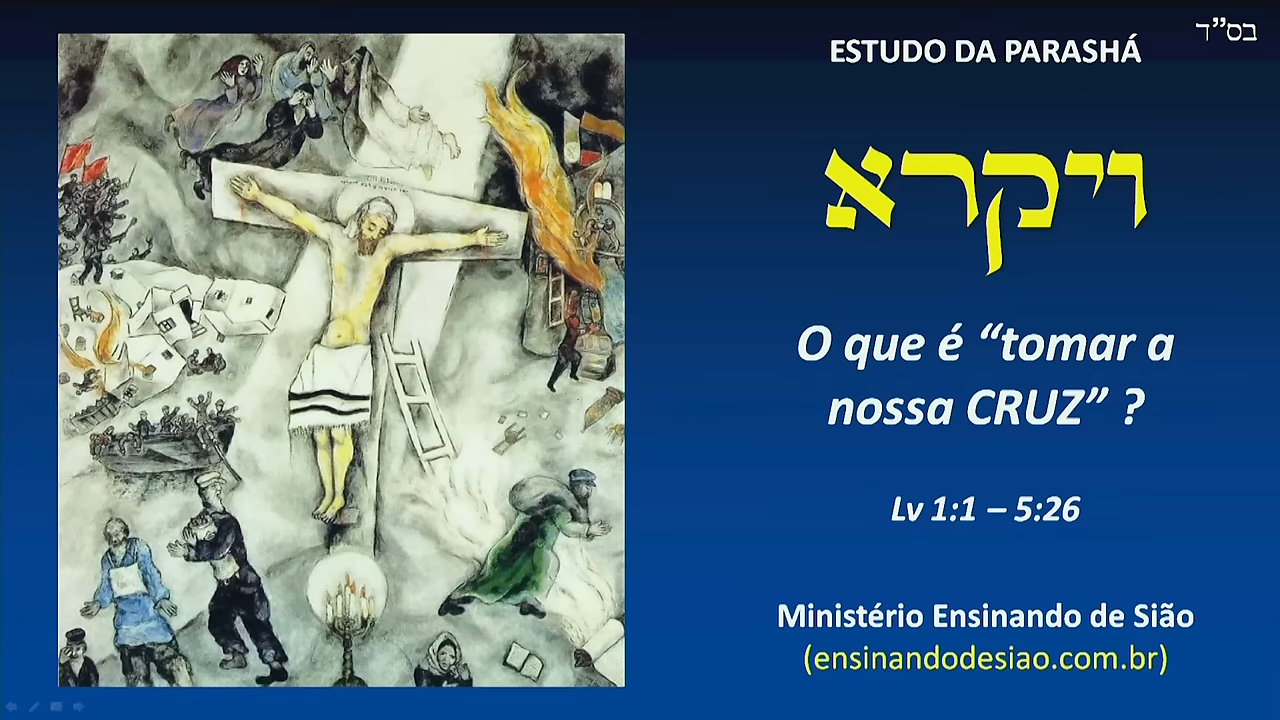 בס״ד
ESTUDO DA PARASHÁ
ויקרא
O que é “tomar a
nossa CRUZ” ?
Lv 1:1 – 5:26
Ministério Ensinando de Sião
(ensinandodesiao.com.br)